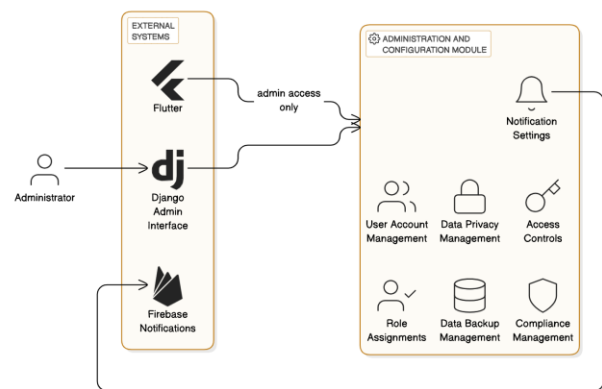 EXTERNAL
SYSTEMS
ADMINISTRATION AND
CONFIGURATION MODULE
Flutter
admin access
only
Notification
Settings
dj
Administrator
Django
Admin
Interface
User Account
Management
Data Privacy
Management
Access
Controls
Firebase
Notifications
Role
Assignments
Data Backup
Management
Compliance
Management